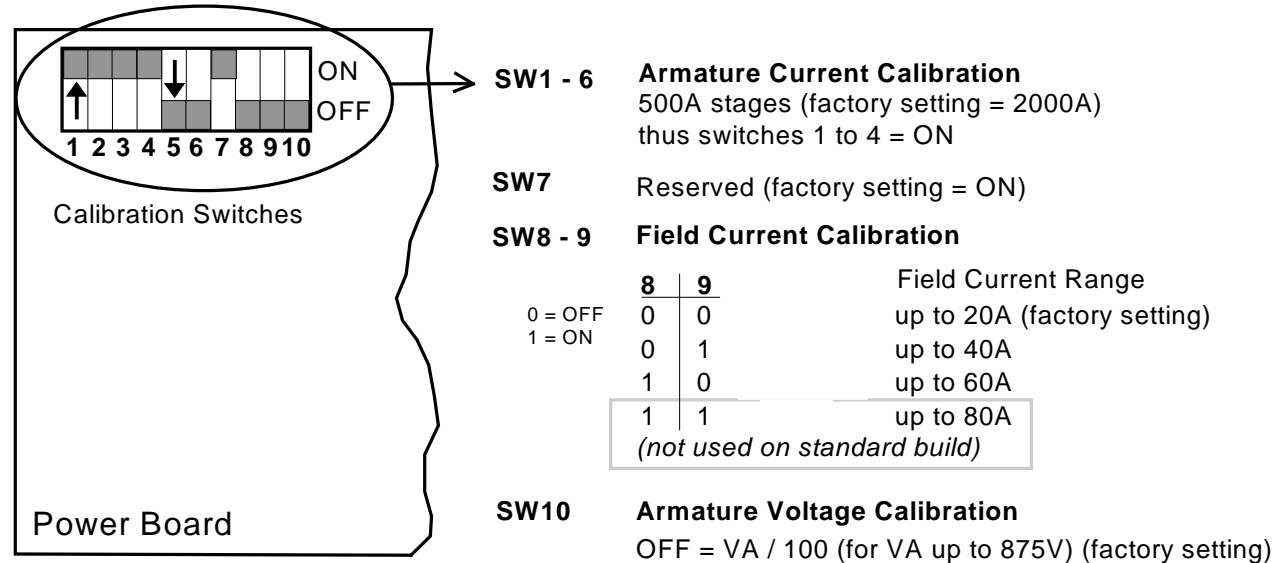 ON
OFF
1 2 3 4 5 6 7 8 9 10
Calibration Switches
Power Board
SW1 - 6 Armature Current Calibration
500A stages (factory setting = 2000A)
thus switches 1 to 4 = ON
SW7 Reserved (factory setting = ON)
SW8 - 9 Field Current Calibration
8 9 Field Current Range
0 = OFF
1 = ON
0 0 up to 20A (factory setting)
0 1 up to 40A
1 0 up to 60A
1 1 up to 80A
(not used on standard build)
SW10 Armature Voltage Calibration
OFF = VA / 100 (for VA up to 875V) (factory setting)